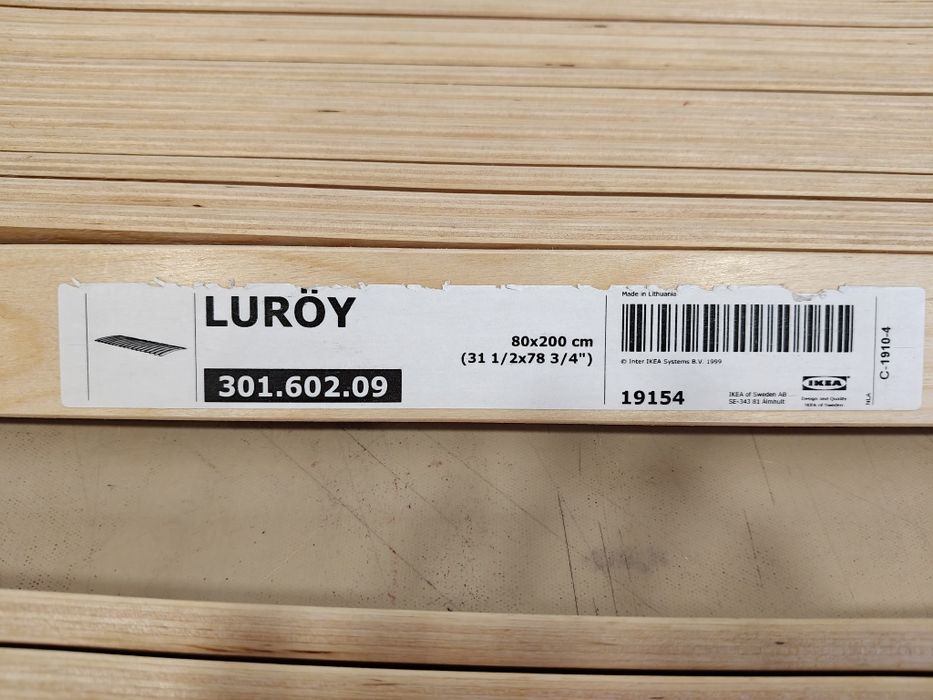 LURÖY
301.602.09
80x200 cm
(31 1/2x78 3/4")
Made in Lithuania
© Inter IKEA Systems B.V. 1999
19154
IKEA of Sweden AB
SE-343 81 Älmhult
IKEA
Design and Quality
IKEA of Sweden
NLA
C-1910-4